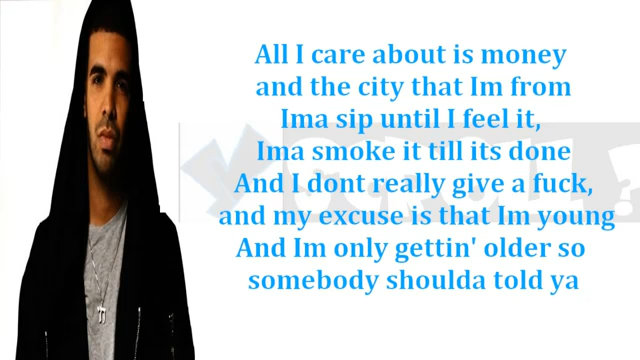 All I care about is money
and the city that Im from
Ima sip until I feel it,
Ima smoke it till its done
And I dont really give a fuck,
and my excuse is that Im young
And Im only gettin' older so
somebody shoulda told ya